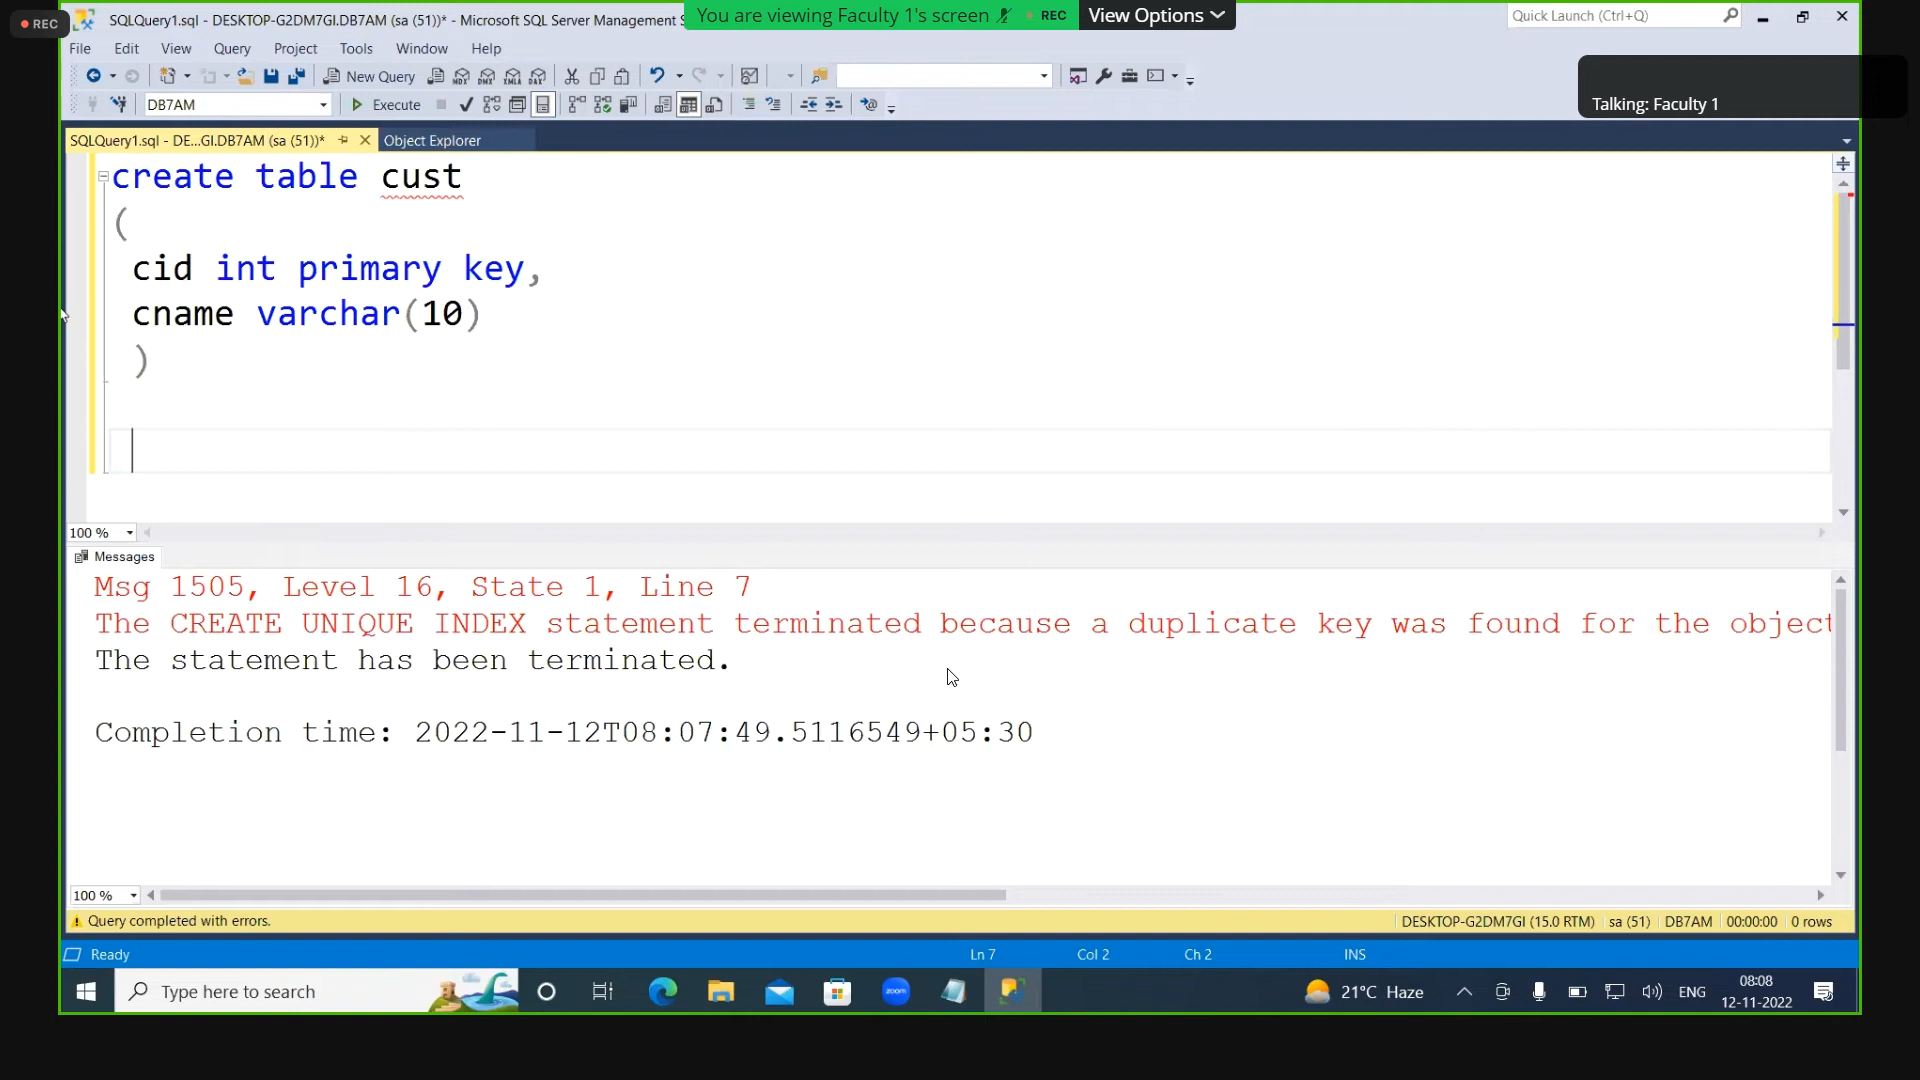 REC
SQLQuery1.sql - DESKTOP-G2DM7GI.DB7AM (sa (51))* - Microsoft SQL Server Management S
You are viewing Faculty 1's screen
REC
View Options
Quick Launch (Ctrl+Q)
File Edit View Query Project Tools Window Help
New Query MDX DMX XMLA DAX
DB7AM Execute
Talking: Faculty 1
SQLQuery1.sql - DE...GI.DB7AM (sa (51))* Object Explorer
create table cust
(
cid int primary key,
cname varchar(10)
)
100 %
Messages
Msg 1505, Level 16, State 1, Line 7
The CREATE UNIQUE INDEX statement terminated because a duplicate key was found for the object
The statement has been terminated.
Completion time: 2022-11-12T08:07:49.5116549+05:30
100 %
Query completed with errors. DESKTOP-G2DM7GI (15.0 RTM) sa (51) DB7AM 00:00:00 0 rows
Ready Ln 7 Col 2 Ch 2 INS
Type here to search zoom 21°C Haze ENG 08:08
12-11-2022